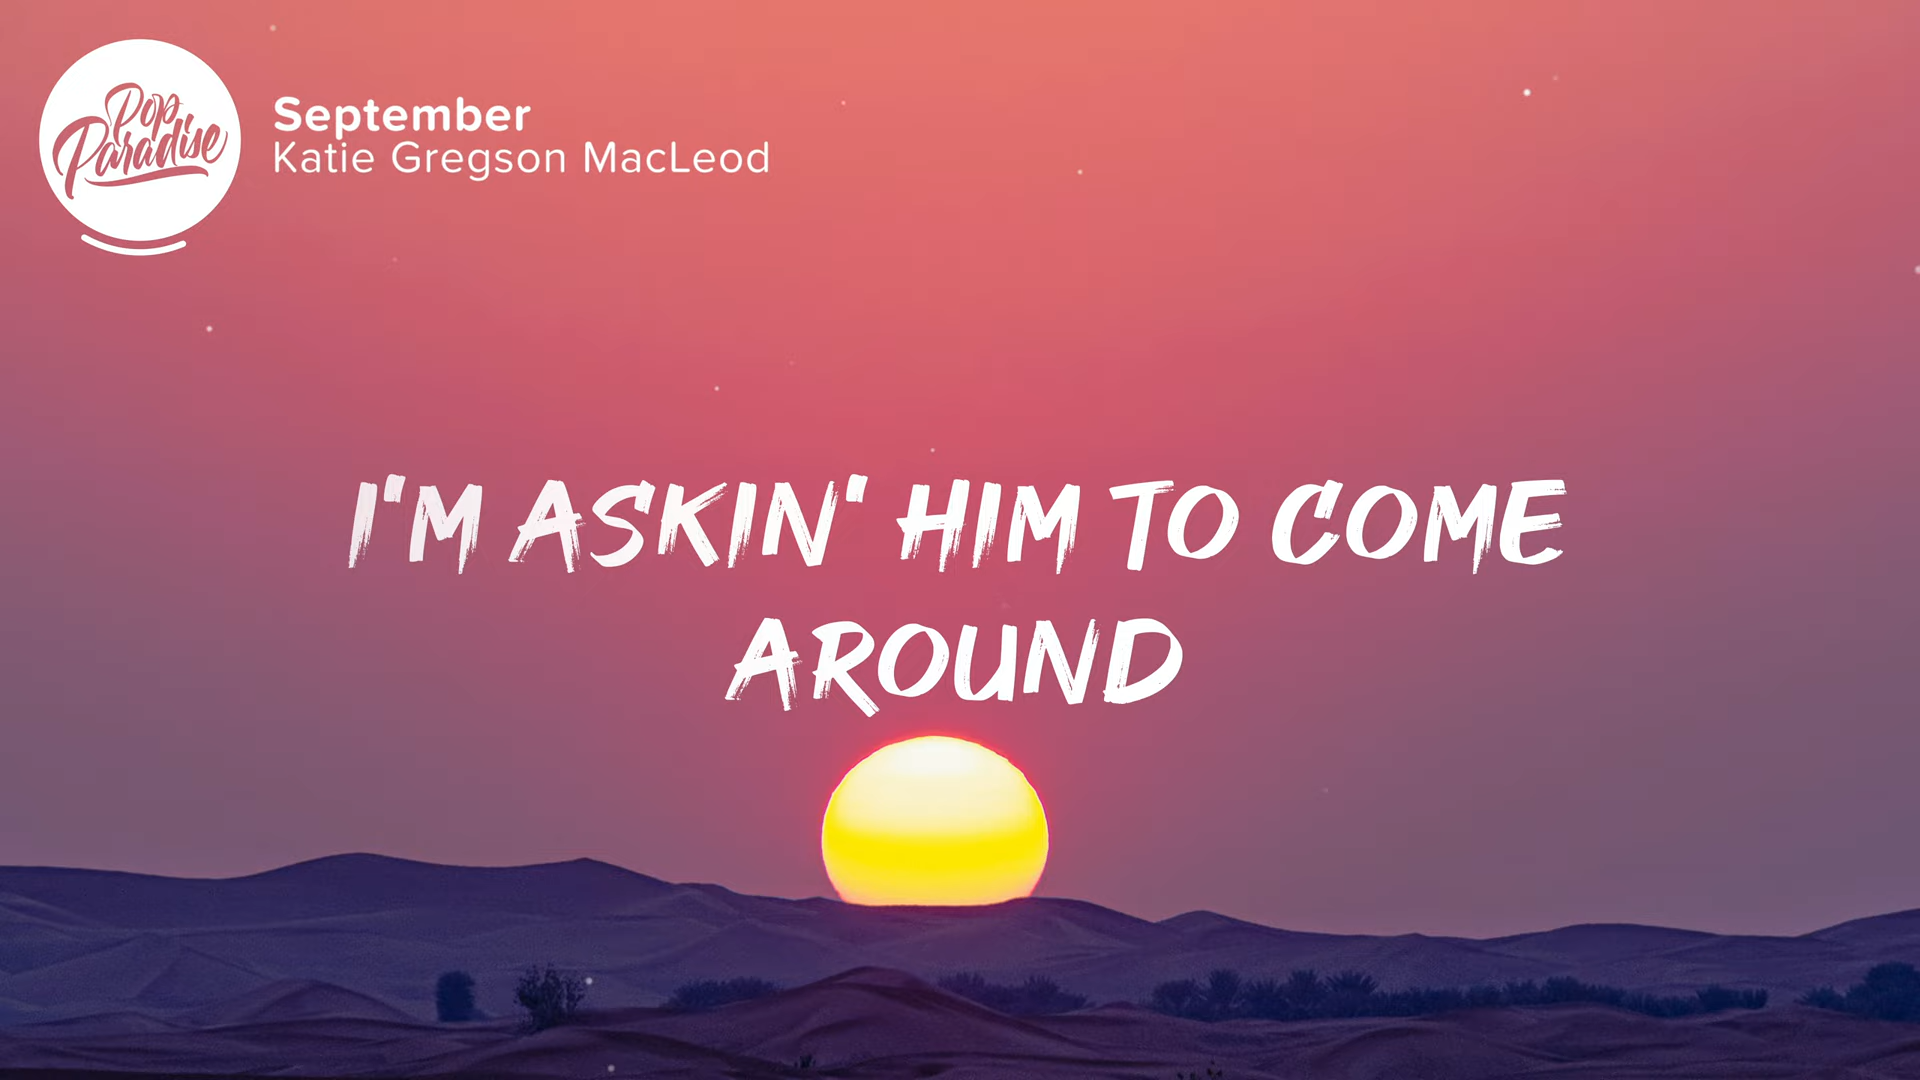 Pop
Paradise
September
Katie Gregson MacLeod
I'M ASKIN' HIM TO COME
AROUND